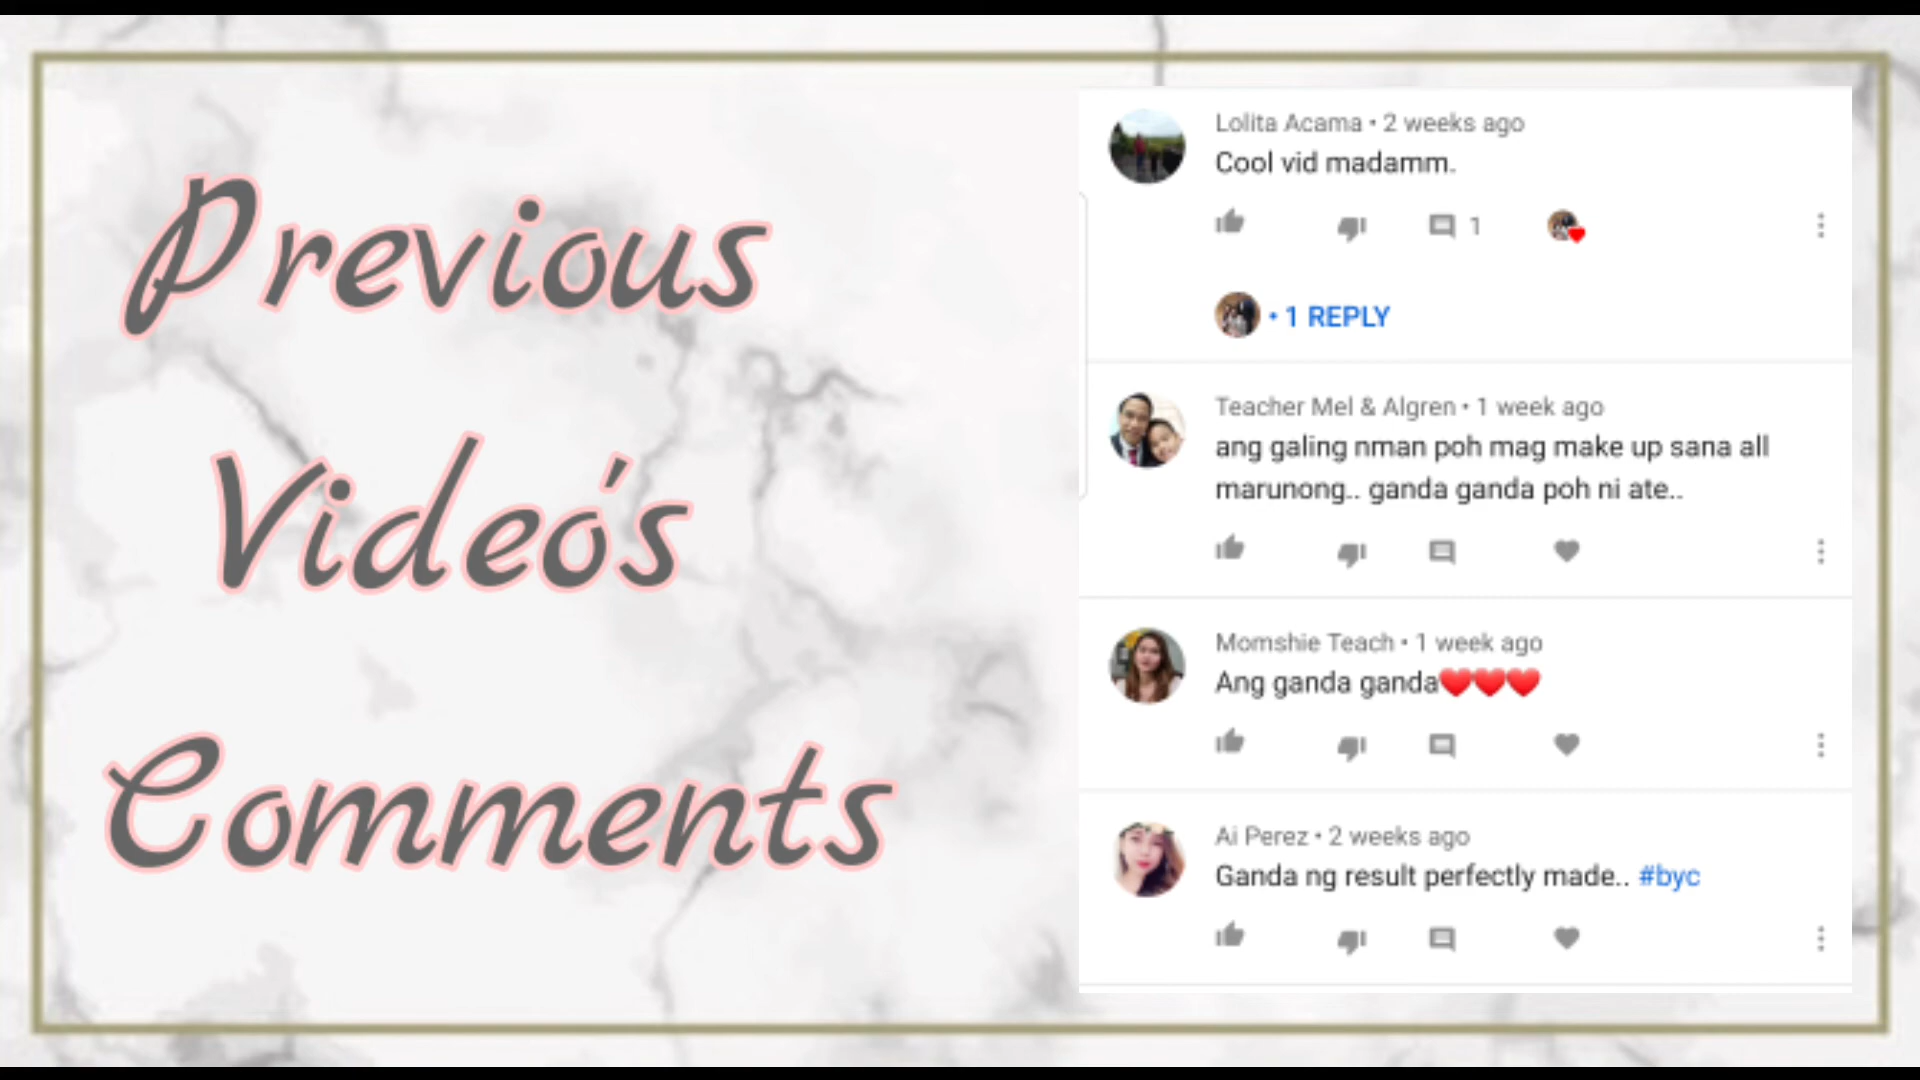 Previous
Video's
Comments
Lolita Acama • 2 weeks ago
Cool vid madamm.
1
• 1 REPLY
Teacher Mel & Algren • 1 week ago
ang galing nman poh mag make up sana all
marunong.. ganda ganda poh ni ate..
Momshie Teach • 1 week ago
Ang ganda ganda❤❤❤
Ai Perez • 2 weeks ago
Ganda ng result perfectly made.. #byc